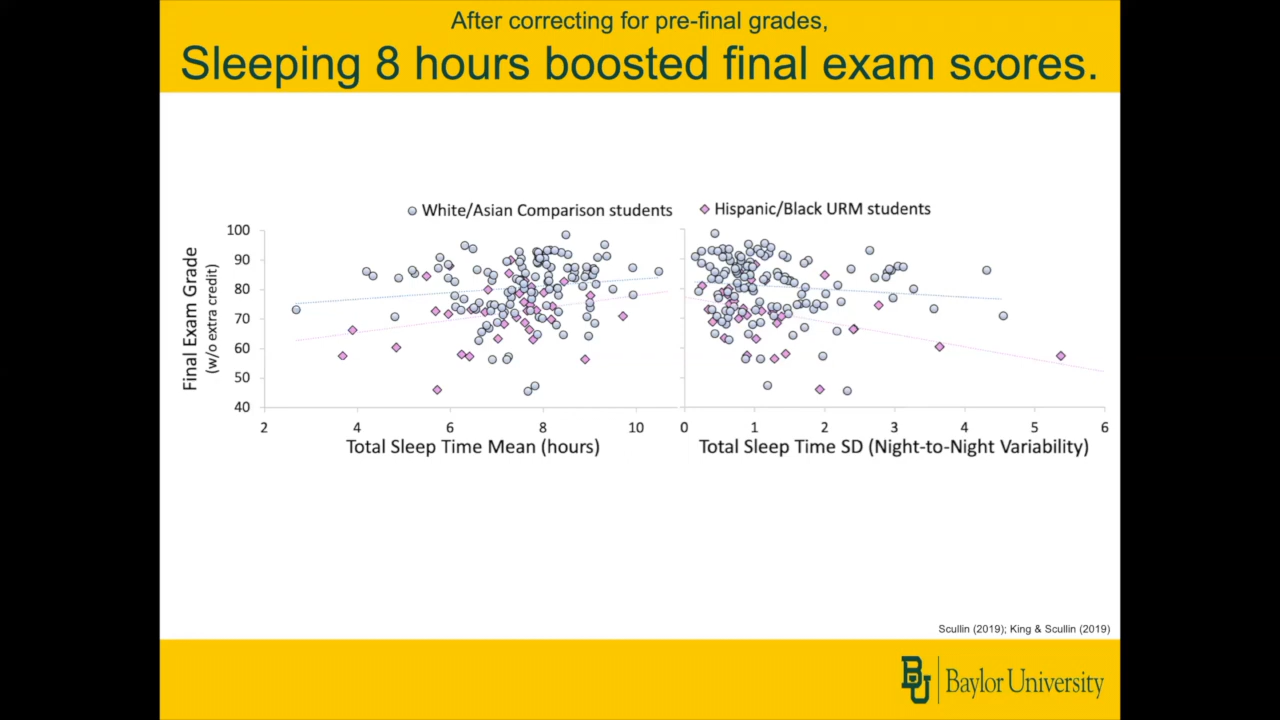 After correcting for pre-final grades,
Sleeping 8 hours boosted final exam scores.
White/Asian Comparison students
Hispanic/Black URM students
Final Exam Grade
(w/o extra credit)
100
90
80
70
60
50
40
2 4 6 8 10
0 1 2 3 4 5 6
Total Sleep Time Mean (hours)
Total Sleep Time SD (Night-to-Night Variability)
Scullin (2019); King & Scullin (2019)
BU Baylor University